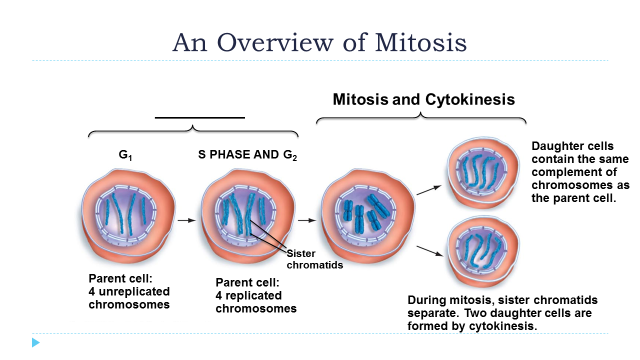 An Overview of Mitosis
Mitosis and Cytokinesis
G₁
S PHASE AND G₂
Sister
chromatids
Parent cell:
4 unreplicated
chromosomes
Parent cell:
4 replicated
chromosomes
Daughter cells
contain the same
complement of
chromosomes as
the parent cell.
During mitosis, sister chromatids
separate. Two daughter cells are
formed by cytokinesis.